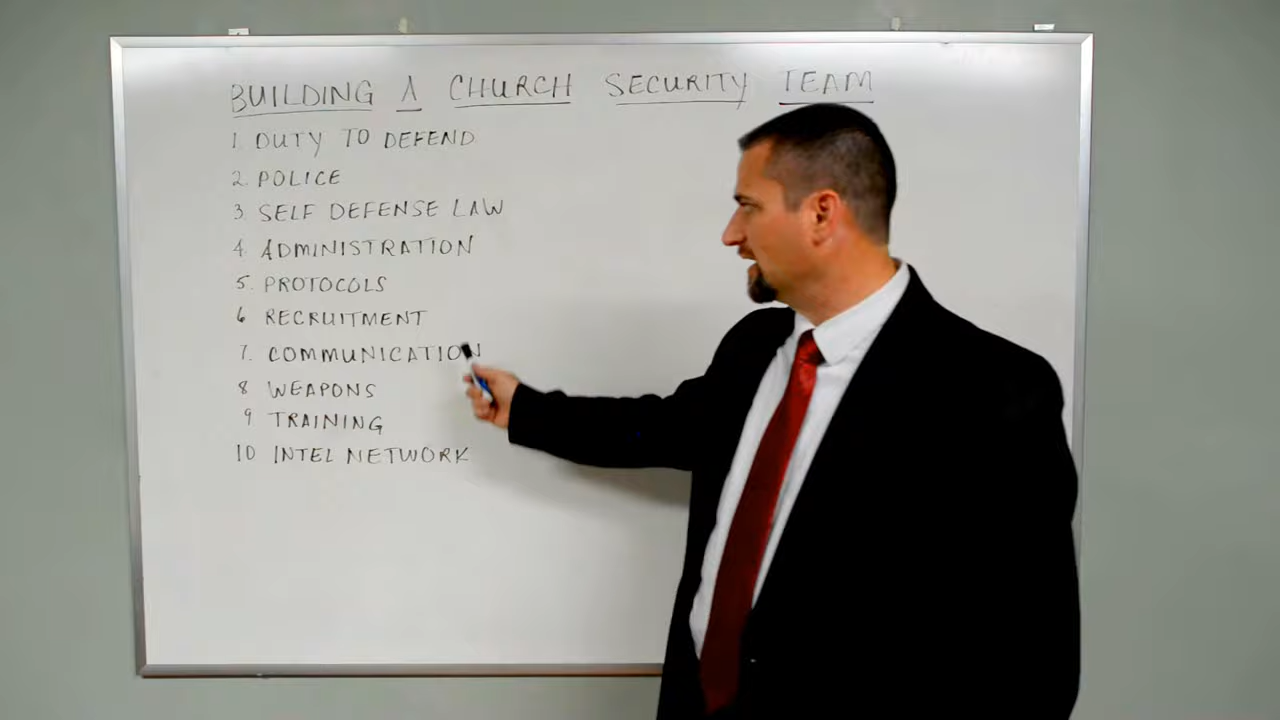 BUILDING A CHURCH SECURITY TEAM
1. DUTY TO DEFEND
2. POLICE
3. SELF DEFENSE LAW
4. ADMINISTRATION
5. PROTOCOLS
6 RECRUITMENT
7. COMMUNICATION
8 WEAPONS
9 TRAINING
10 INTEL NETWORK